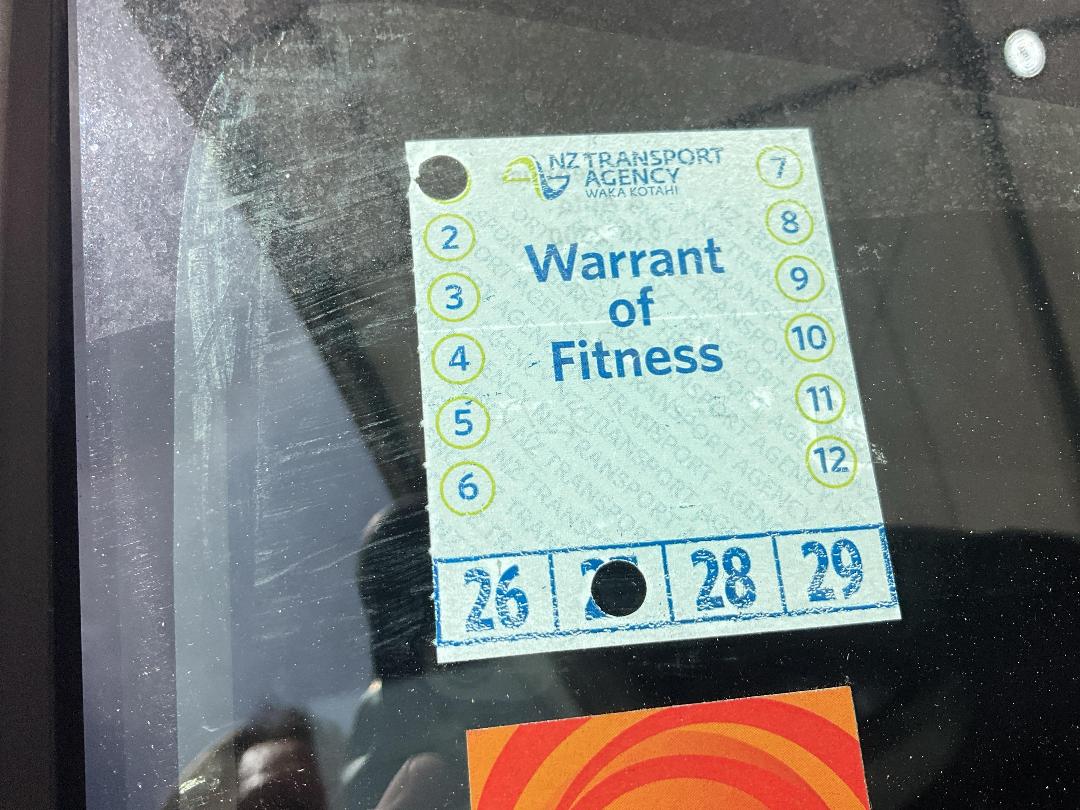 NZ TRANSPORT
AGENCY
WAKA KOTAHI
7
2
8
Warrant
3
9
of
4
10
Fitness
5
11
6
12
26
28
29